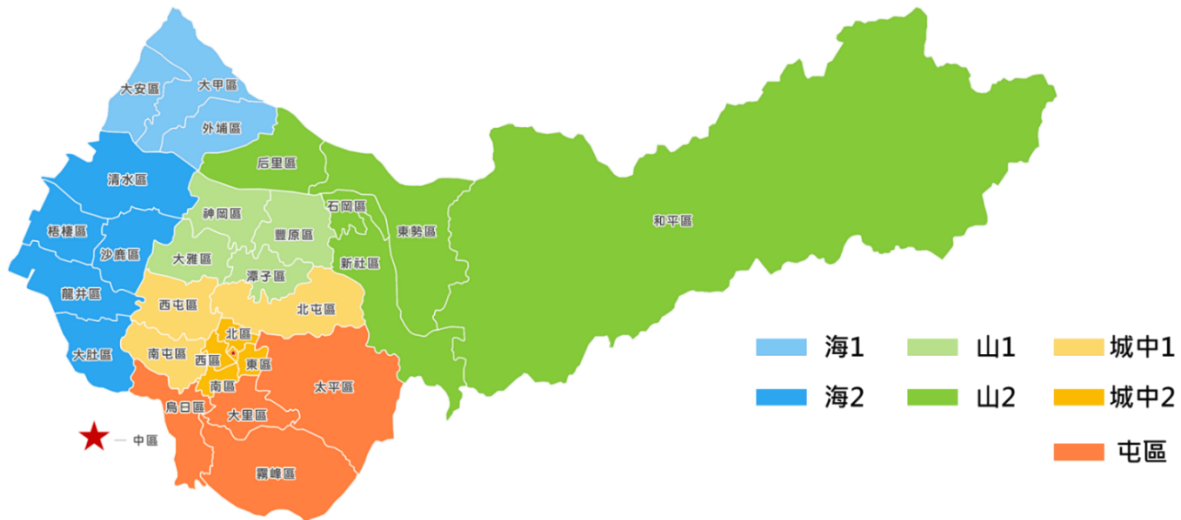 大安區
大甲區
外埔區
后里區
清水區
神岡區
石岡區
和平區
梧棲區
豐原區
東勢區
沙鹿區
大雅區
新社區
潭子區
龍井區
西屯區
北屯區
北區
大肚區
南屯區
西區
東區
南區
太平區
烏日區
大里區
中區
霧峰區
海1
山1
城中1
海2
山2
城中2
屯區